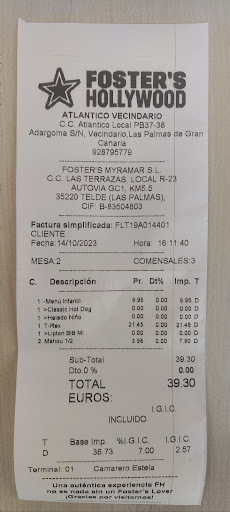 FOSTER'S
HOLLYWOOD
ATLANTICO VECINDARIO
C.C. Atlantico Local PB37-38
Adargoma S/N, Vecindario,Las Palmas de Gran
Canaria
928795779
FOSTER'S MYRAMAR S.L.
C.C. LAS TERRAZAS, LOCAL R-23
AUTOVIA GC1, KM5.5
35220 TELDE (LAS PALMAS),
CIF: B-83504803
Factura simplificada: FLT19A014401
CLIENTE
Fecha:14/10/2023 Hora: 16:11:40
MESA:2 COMENSALES:3
C. Descripción Pr. Dt% Imp. T
1 -Menú Infantil 9.95 0% 9.95 D
1 >Classic Hot Dog 0.00 0% 0.00 D
1 >Helado Niño 0.00 0% 0.00 D
1 T-Rex 21.45 0% 21.45 D
1 >Lipton BIB Ml 0.00 0% 0.00 D
2 Mahou 1/2 3.95 0% 7.90 D
Sub-Total 39.30
Dto.0 % 0.00
TOTAL 39.30
EUROS:
I.G.I.C.
INCLUIDO
T Base Imp. %I.G.I.C. I.G.I.C.
D 36.73 7.00 2.57
Terminal: 01 Camarero:Estela
Una auténtica experiencia FH
no es nada sin un Foster's Lover
¡Gracias por visitarnos!